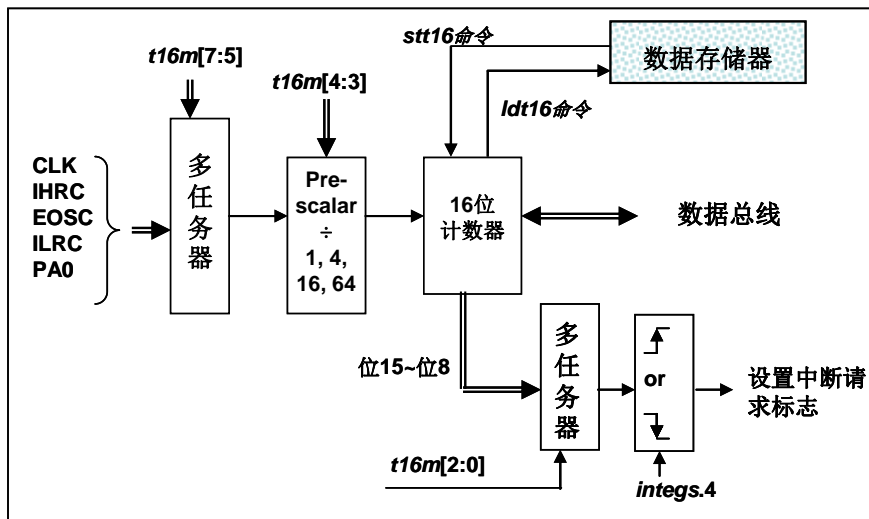 stt16命令
数据存储器
t16m[7:5]
t16m[4:3]
ldt16命令
CLK
IHRC
EOSC
ILRC
PA0
多
任
务
器
Pre-
scalar
÷
1, 4,
16, 64
16位
计数器
数据总线
位15~位8
多
任
务
器
or
设置中断请
求标志
t16m[2:0]
integs.4